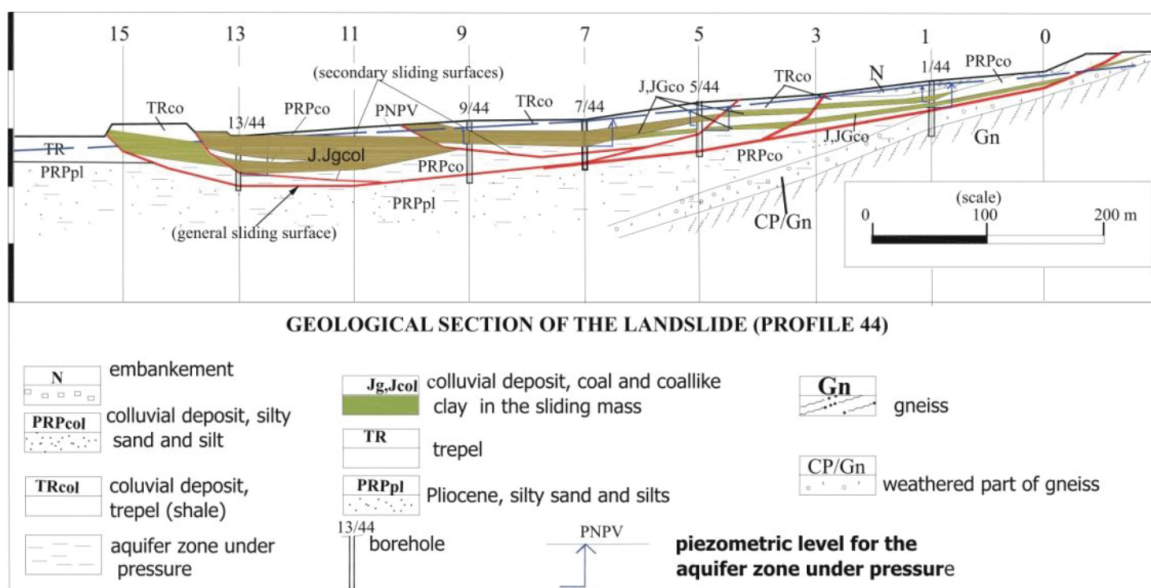 15 13 11 9 7 5 3 1 0
(secondary sliding surfaces)
TRco PRPco PNPV 9/44 TRco 7/44 J,JGco 5/44 TRco N 1/44 PRPco
13/44
TR J.Jgcol PRPco J,JGco Gn
PRPpl PRPco
PRPpl
(general sliding surface) CP/Gn
(scale)
0 100 200 m
GEOLOGICAL SECTION OF THE LANDSLIDE (PROFILE 44)
N embankement
PRPcol colluvial deposit, silty
sand and silt
TRcol coluvial deposit,
trepel (shale)
aquifer zone under
pressure
Jg,Jcol colluvial deposit, coal and coallike
clay in the sliding mass
TR trepel
PRPpl Pliocene, silty sand and silts
13/44 borehole
Gn gneiss
CP/Gn weathered part of gneiss
PNPV piezometric level for the
aquifer zone under pressure